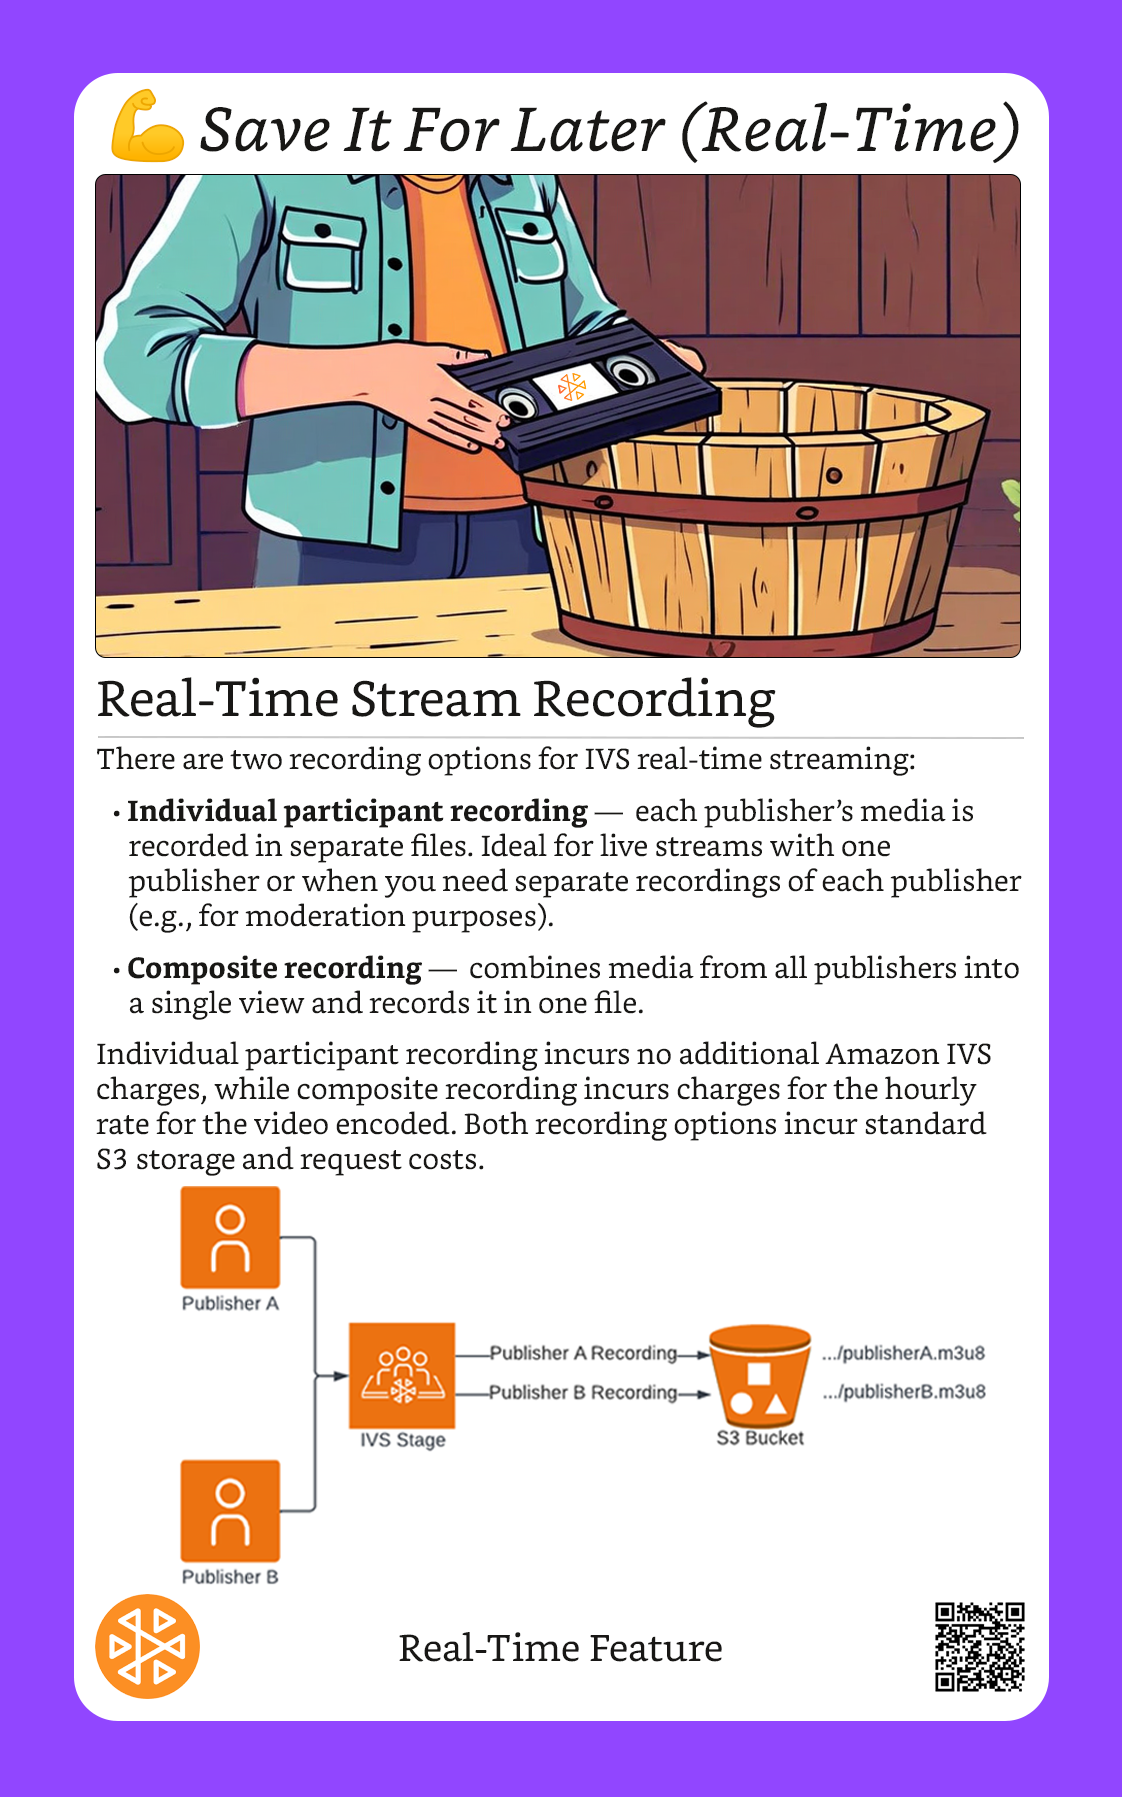 💪 Save It For Later (Real-Time)
Real-Time Stream Recording
There are two recording options for IVS real-time streaming:
• Individual participant recording — each publisher’s media is
recorded in separate files. Ideal for live streams with one
publisher or when you need separate recordings of each publisher
(e.g., for moderation purposes).
• Composite recording — combines media from all publishers into
a single view and records it in one file.
Individual participant recording incurs no additional Amazon IVS
charges, while composite recording incurs charges for the hourly
rate for the video encoded. Both recording options incur standard
S3 storage and request costs.
Publisher A
Publisher A Recording
.../publisherA.m3u8
Publisher B Recording
.../publisherB.m3u8
IVS Stage
S3 Bucket
Publisher B
Real-Time Feature